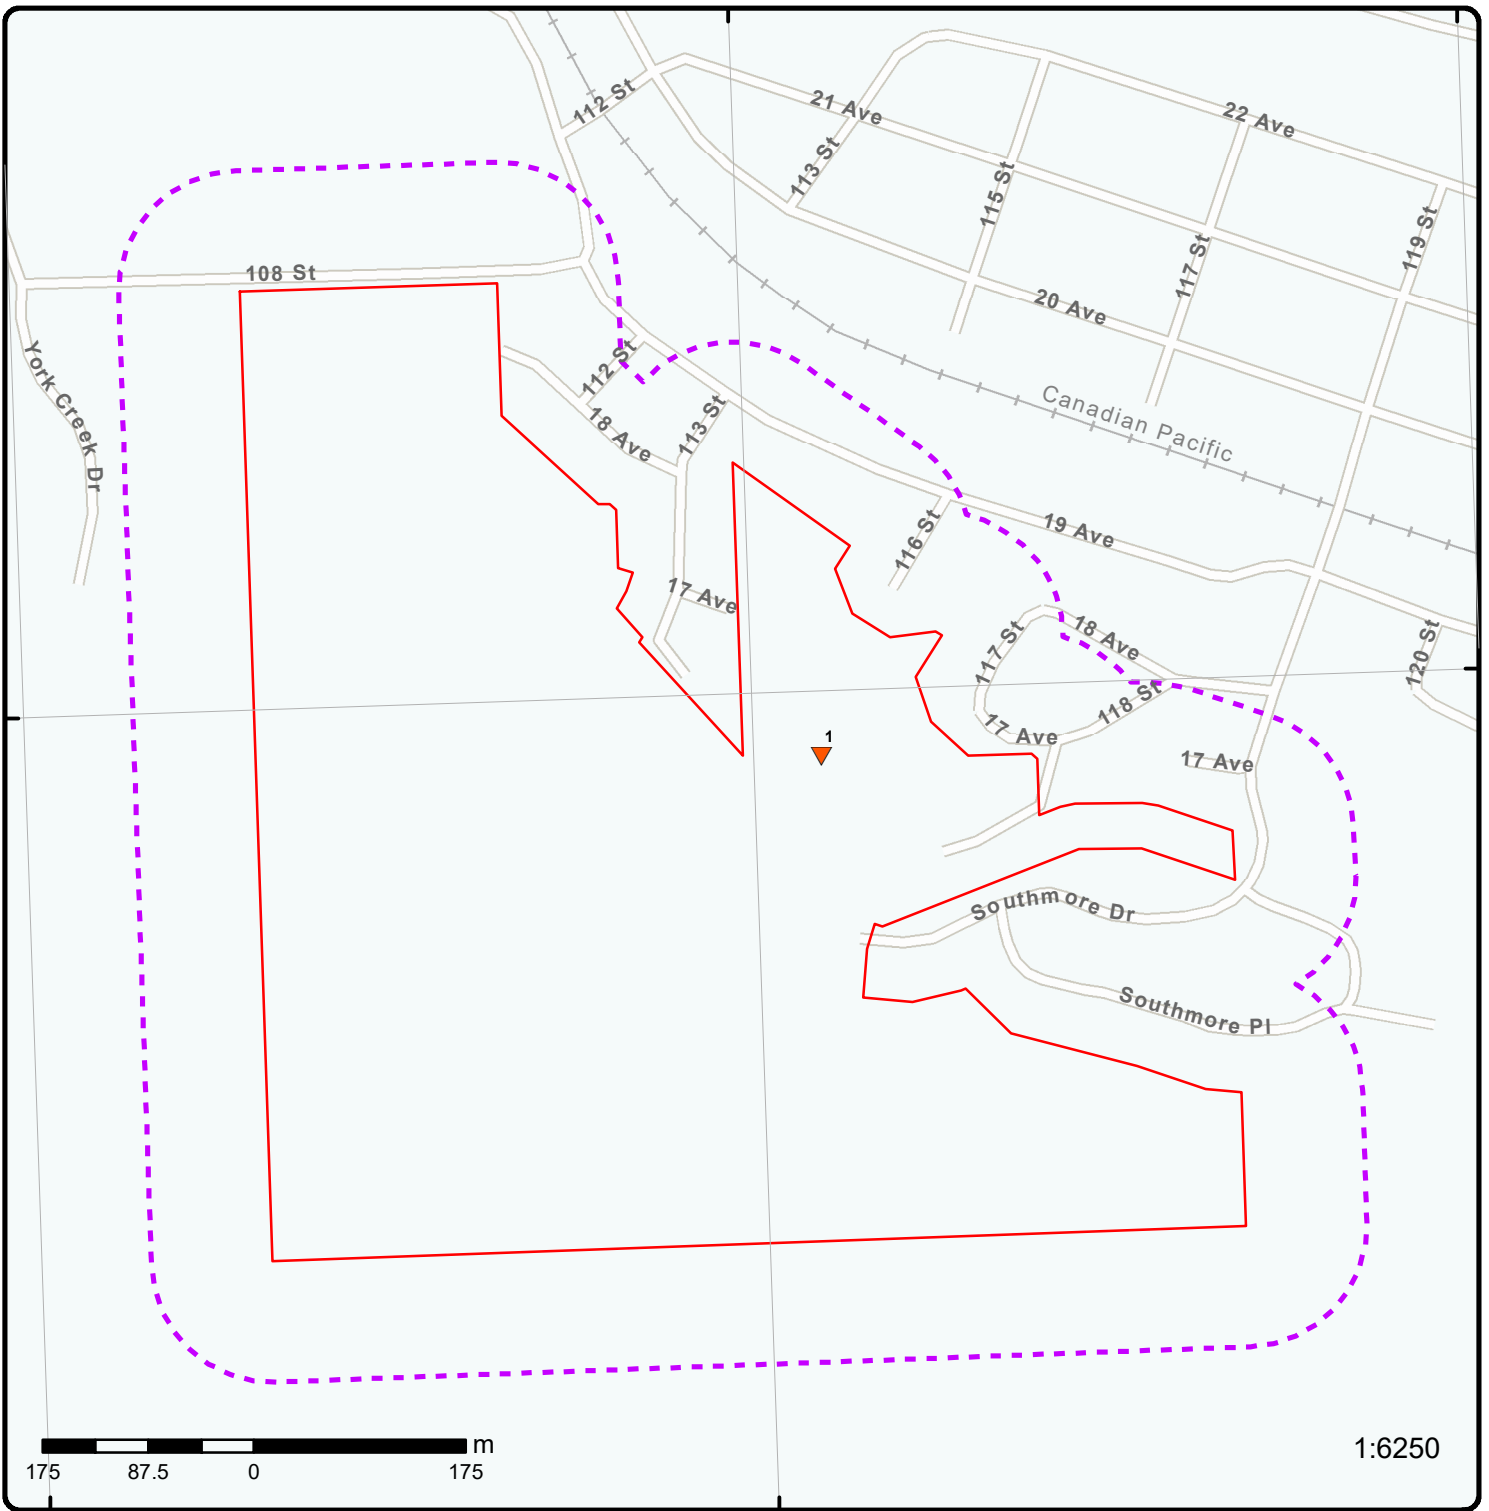 112 St
21 Ave
22 Ave
113 St
115 St
119 St
117 St
108 St
20 Ave
York Creek Dr
112 St
18 Ave
113 St
Canadian Pacific
116 St
19 Ave
17 Ave
117 St
18 Ave
120 St
118 St
17 Ave
1
17 Ave
Southmore Dr
Southmore Pl
m
1:6250
175
87.5
0
175